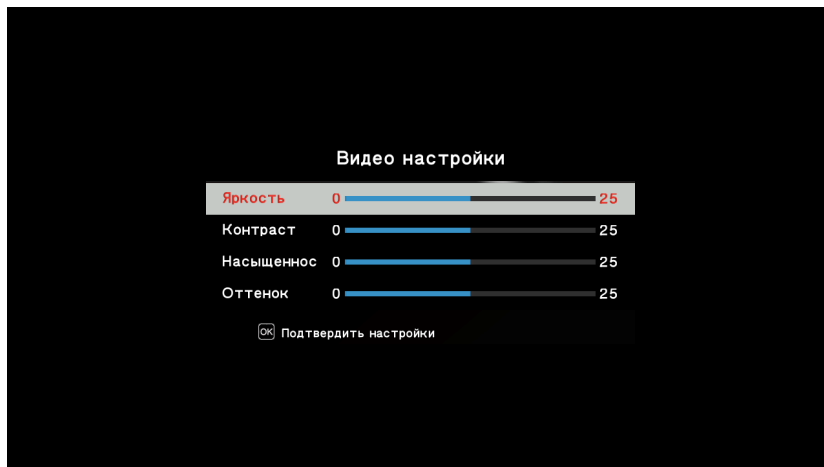 Видео настройки
Яркость 0 25
Контраст 0 25
Насыщеннос 0 25
Оттенок 0 25
OK Подтвердить настройки